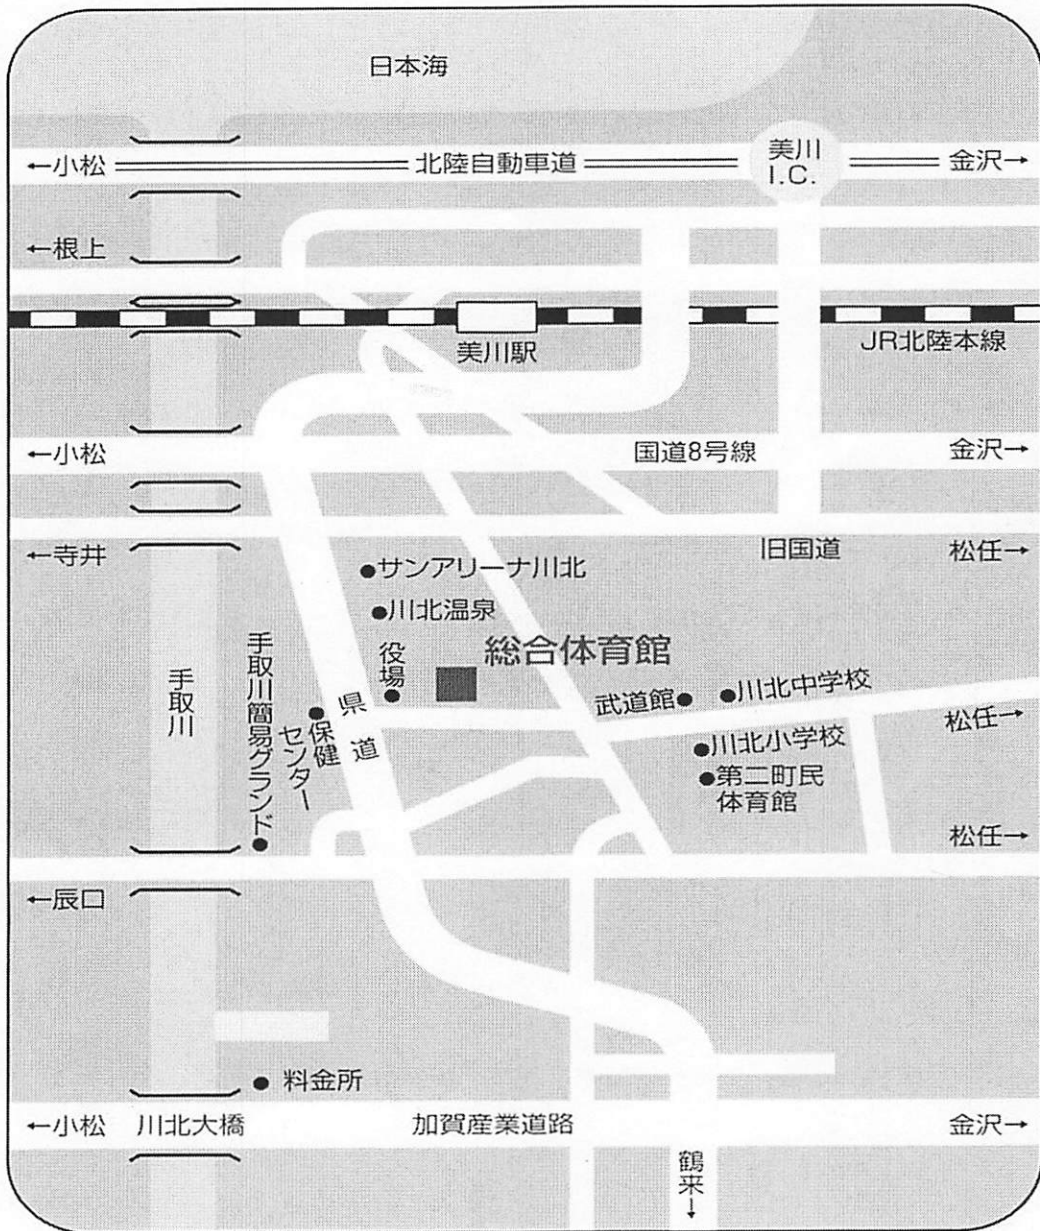 日本海
←小松
北陸自動車道
美川
I.C.
金沢→
←根上
美川駅
JR北陸本線
←小松
国道8号線
金沢→
←寺井
旧国道
松任→
サンアリーナ川北
川北温泉
役場
総合体育館
手取川
手取川簡易グランド
保健
センター
県道
武道館
川北中学校
松任→
川北小学校
第二町民
体育館
松任→
←辰口
料金所
←小松
川北大橋
加賀産業道路
金沢→
鶴来→